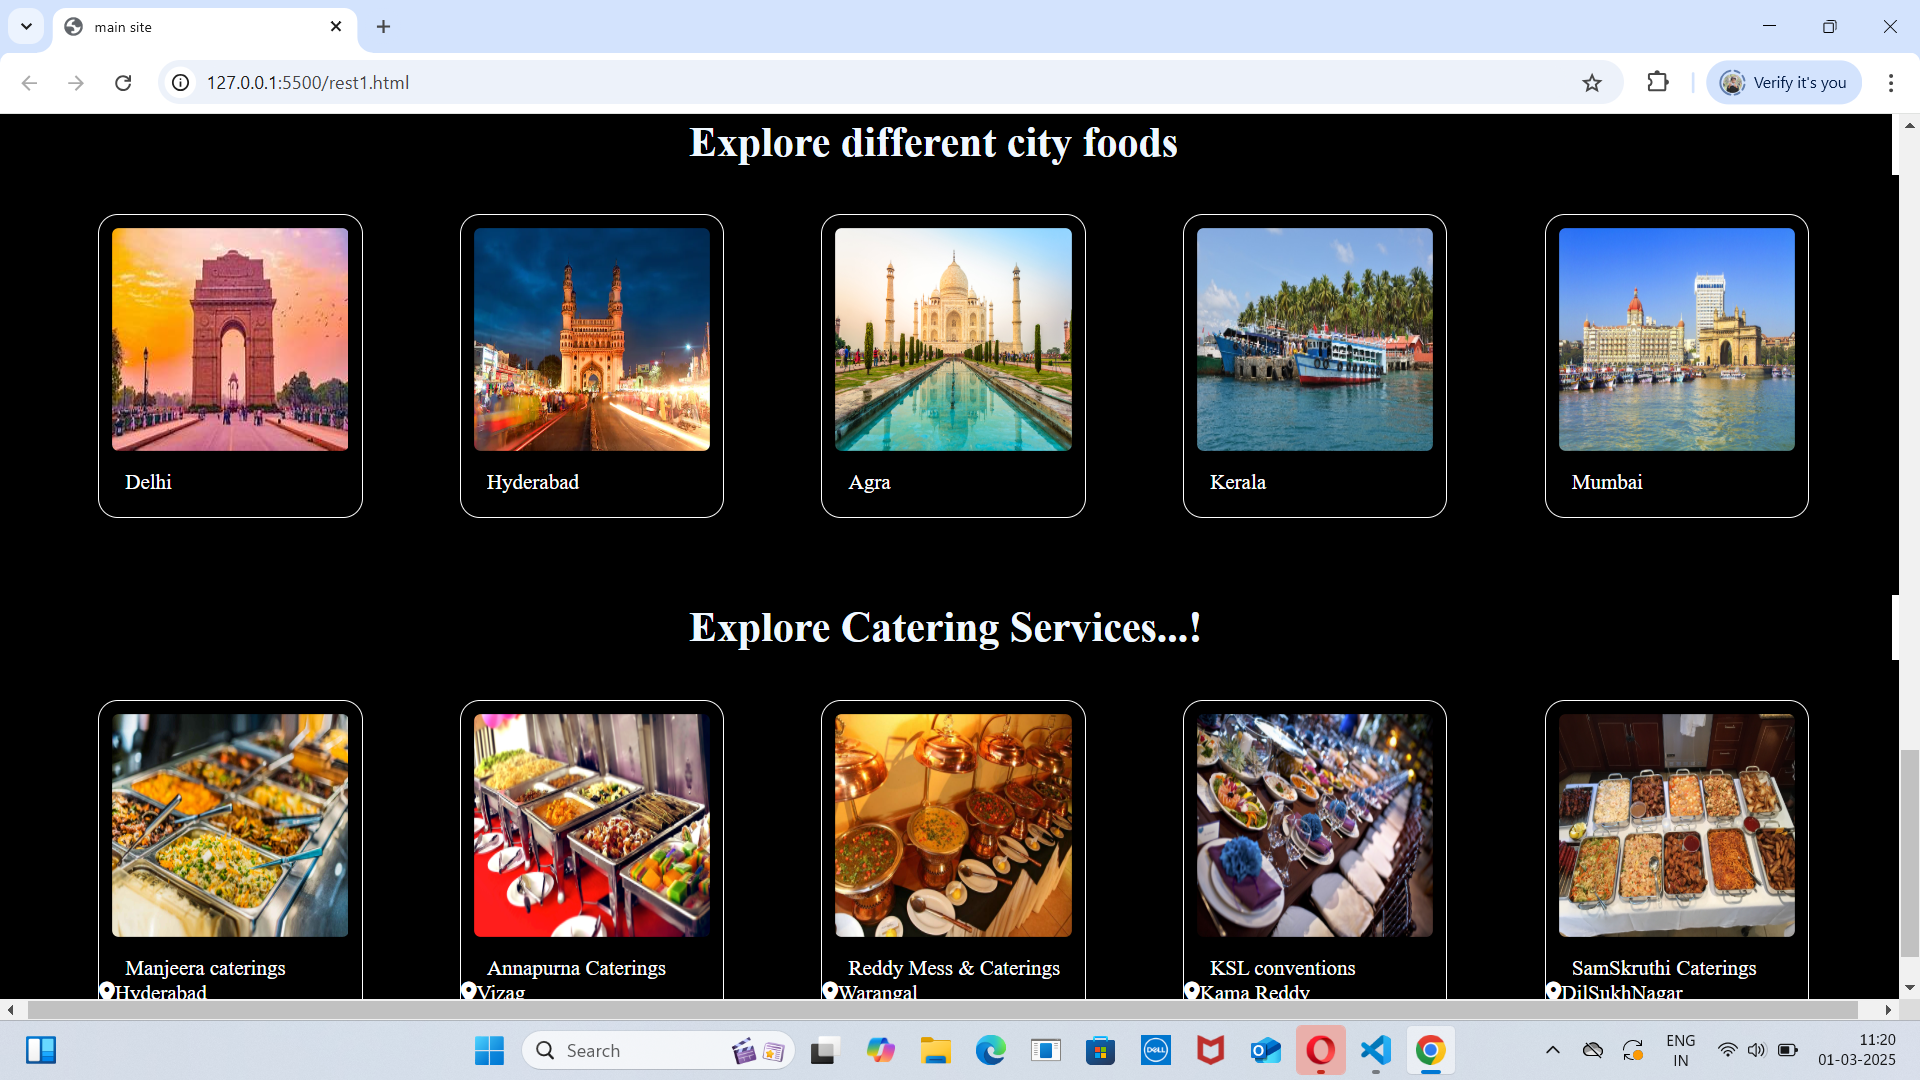 main site
127.0.0.1:5500/rest1.html
Verify it's you
Explore different city foods
Delhi
Hyderabad
Agra
Kerala
Mumbai
Explore Catering Services...!
Manjeera caterings
Hyderabad
Annapurna Caterings
Vizag
Reddy Mess & Caterings
Warangal
KSL conventions
Kama Reddy
SamSkruthi Caterings
DilSukhNagar
Search
DELL
ENG
IN
11:20
01-03-2025